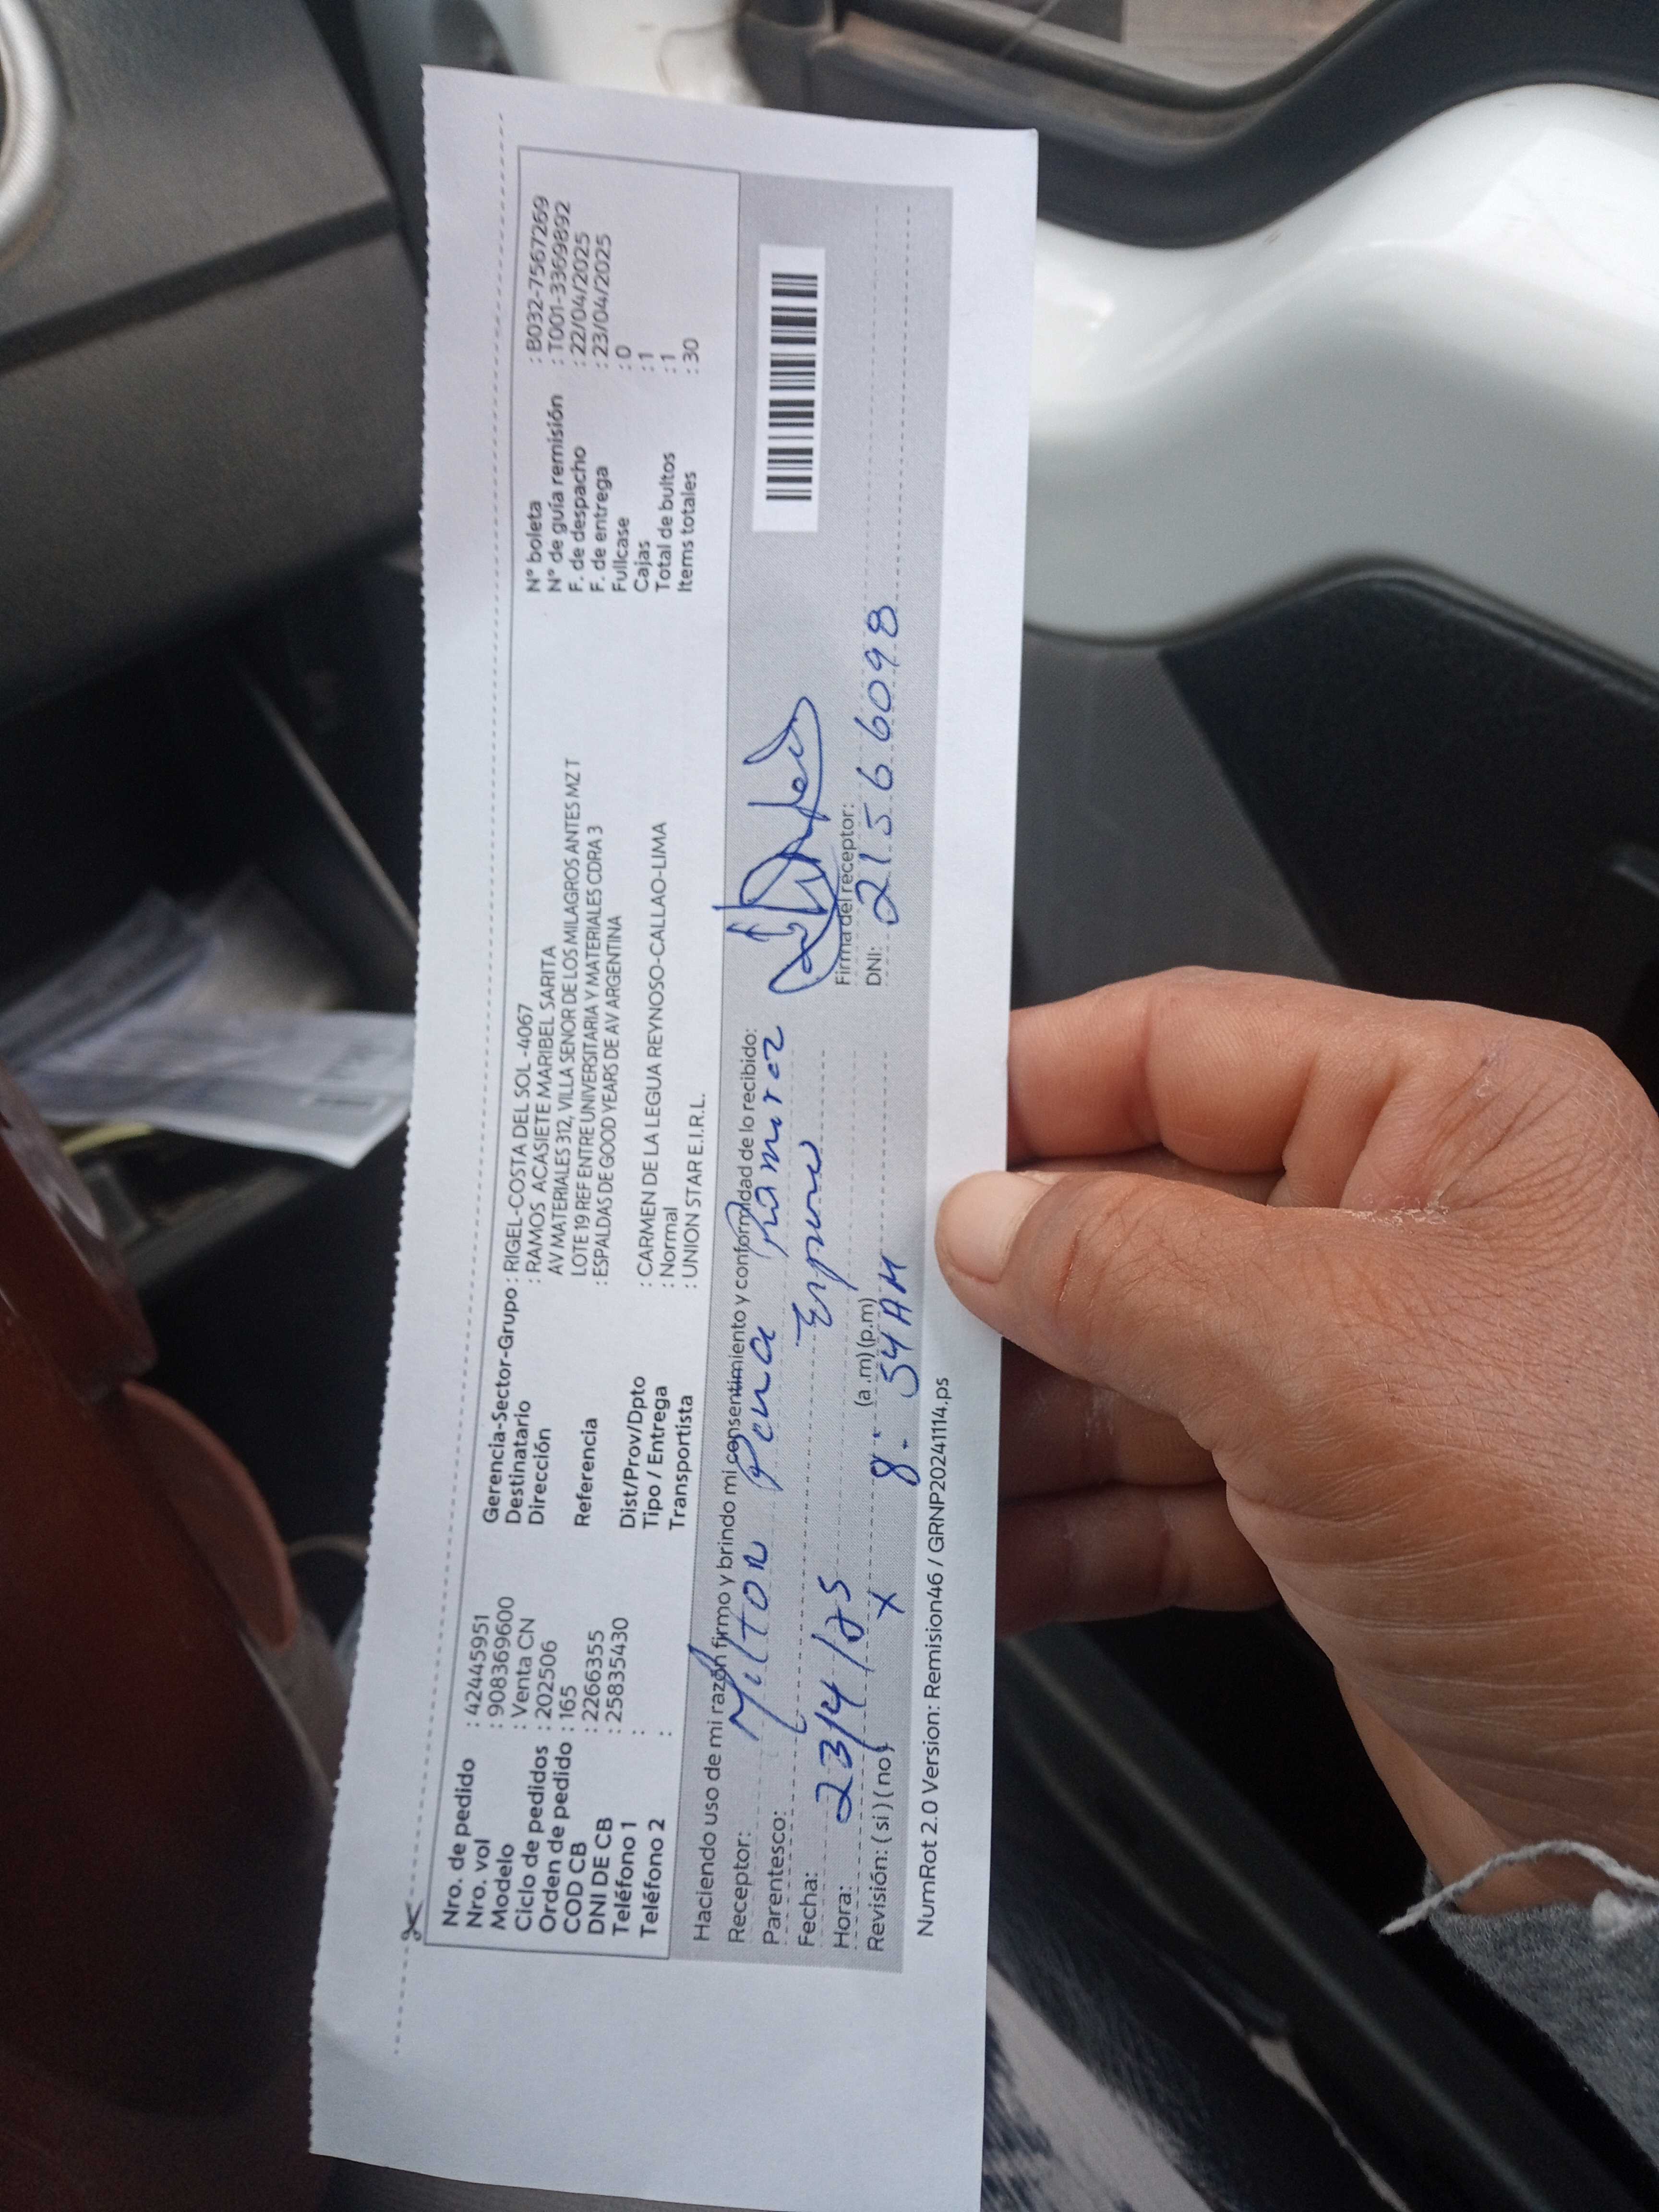 Nro. de pedido : 42445951
Nro. vol : 908369600
Modelo : Venta CN
Ciclo de pedidos : 202506
Orden de pedido : 165
COD CB : 2266355
DNI DE CB : 25835430
Teléfono 1 :
Teléfono 2 :
Gerencia-Sector-Grupo : RIGEL-COSTA DEL SOL -4067
Destinatario : RAMOS ACASIETE MARIBEL SARITA
Dirección AV MATERIALES 312, VILLA SENOR DE LOS MILAGROS ANTES MZ T
LOTE 19 REF ENTRE UNIVERSITARIA Y MATERIALES CDRA 3
Referencia : ESPALDAS DE GOOD YEARS DE AV ARGENTINA
Dist/Prov/Dpto : CARMEN DE LA LEGUA REYNOSO-CALLAO-LIMA
Tipo / Entrega : Normal
Transportista : UNION STAR E.I.R.L.
N° boleta : B032-7567269
N° de guía remisión : T001-3369892
F. de despacho : 22/04/2025
F. de entrega : 23/04/2025
Fullcase : 0
Cajas : 1
Total de bultos : 1
Items totales : 30
Haciendo uso de mi razón firmo y brindo mi consentimiento y conformidad de lo recibido:
Receptor: Milton Pena Ramirez
Parentesco: Esposo
Fecha: 23/4/25
Hora: (a .m) (p.m) 8:54 AM
Revisión: ( si ) ( no ) X
Firma del receptor:
DNI: 21566098
NumRot 2.0 Version: Remision46 / GRNP20241114.ps